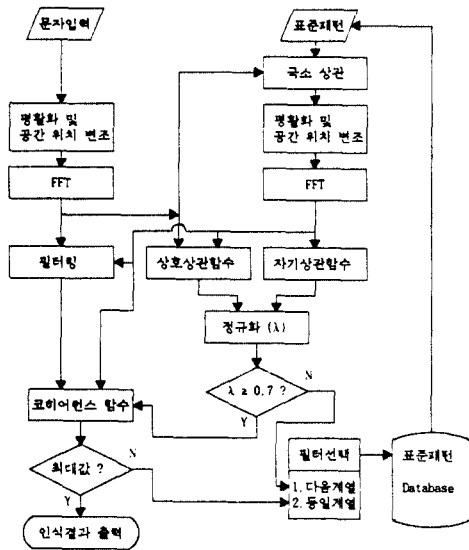 문자입력
표준패턴
국소 상관
평활화 및
공간 위치 변조
평활화 및
공간 위치 변조
FFT
FFT
필터링
상호상관함수
자기상관함수
정규화 (λ)
λ ≥ 0.7 ?
N
Y
코히어런스 함수
최대값 ?
N
Y
인식결과 출력
필터선택
1. 다음계열
2. 동일계열
표준패턴
Database